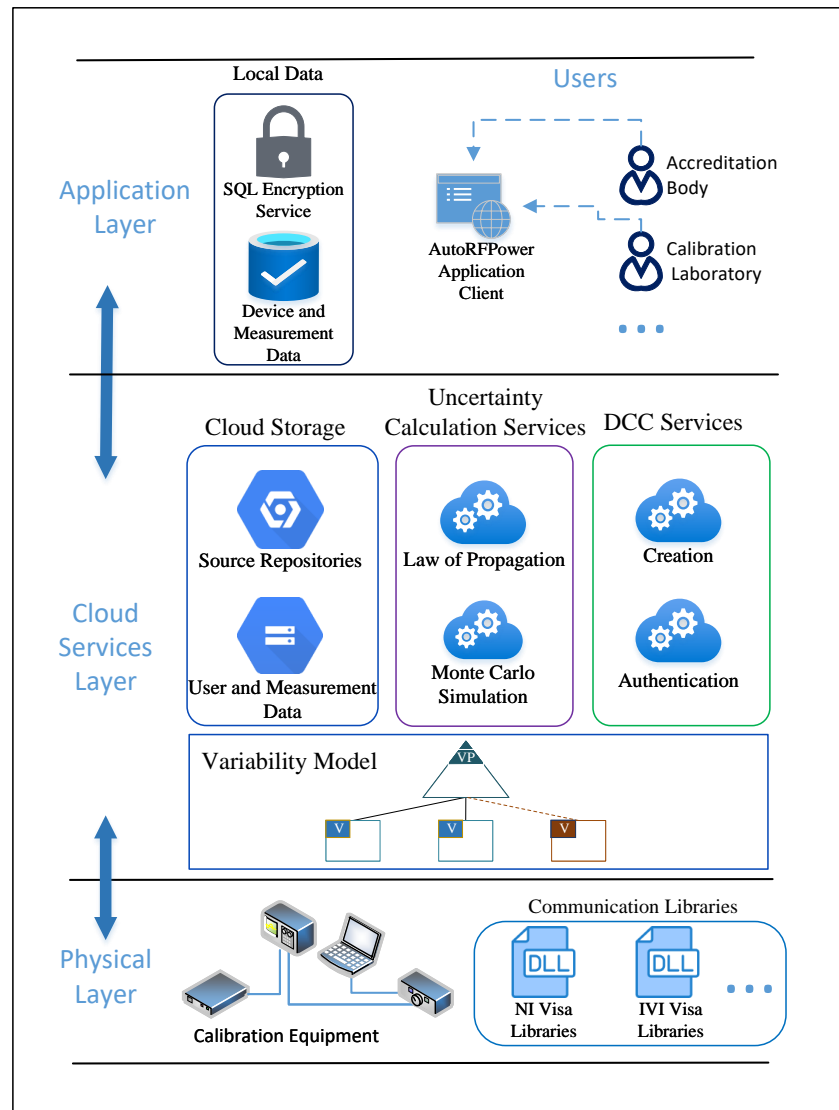 Local Data
Users
Application
Layer
SQL Encryption
Service
Device and
Measurement
Data
AutoRFPower
Application
Client
Accreditation
Body
Calibration
Laboratory
Cloud Storage
Uncertainty
Calculation Services
DCC Services
Cloud
Services
Layer
Source Repositories
User and Measurement
Data
Law of Propagation
Monte Carlo
Simulation
Creation
Authentication
Variability Model
VP
V
V
V
Physical
Layer
Calibration Equipment
Communication Libraries
DLL
NI Visa
Libraries
DLL
IVI Visa
Libraries